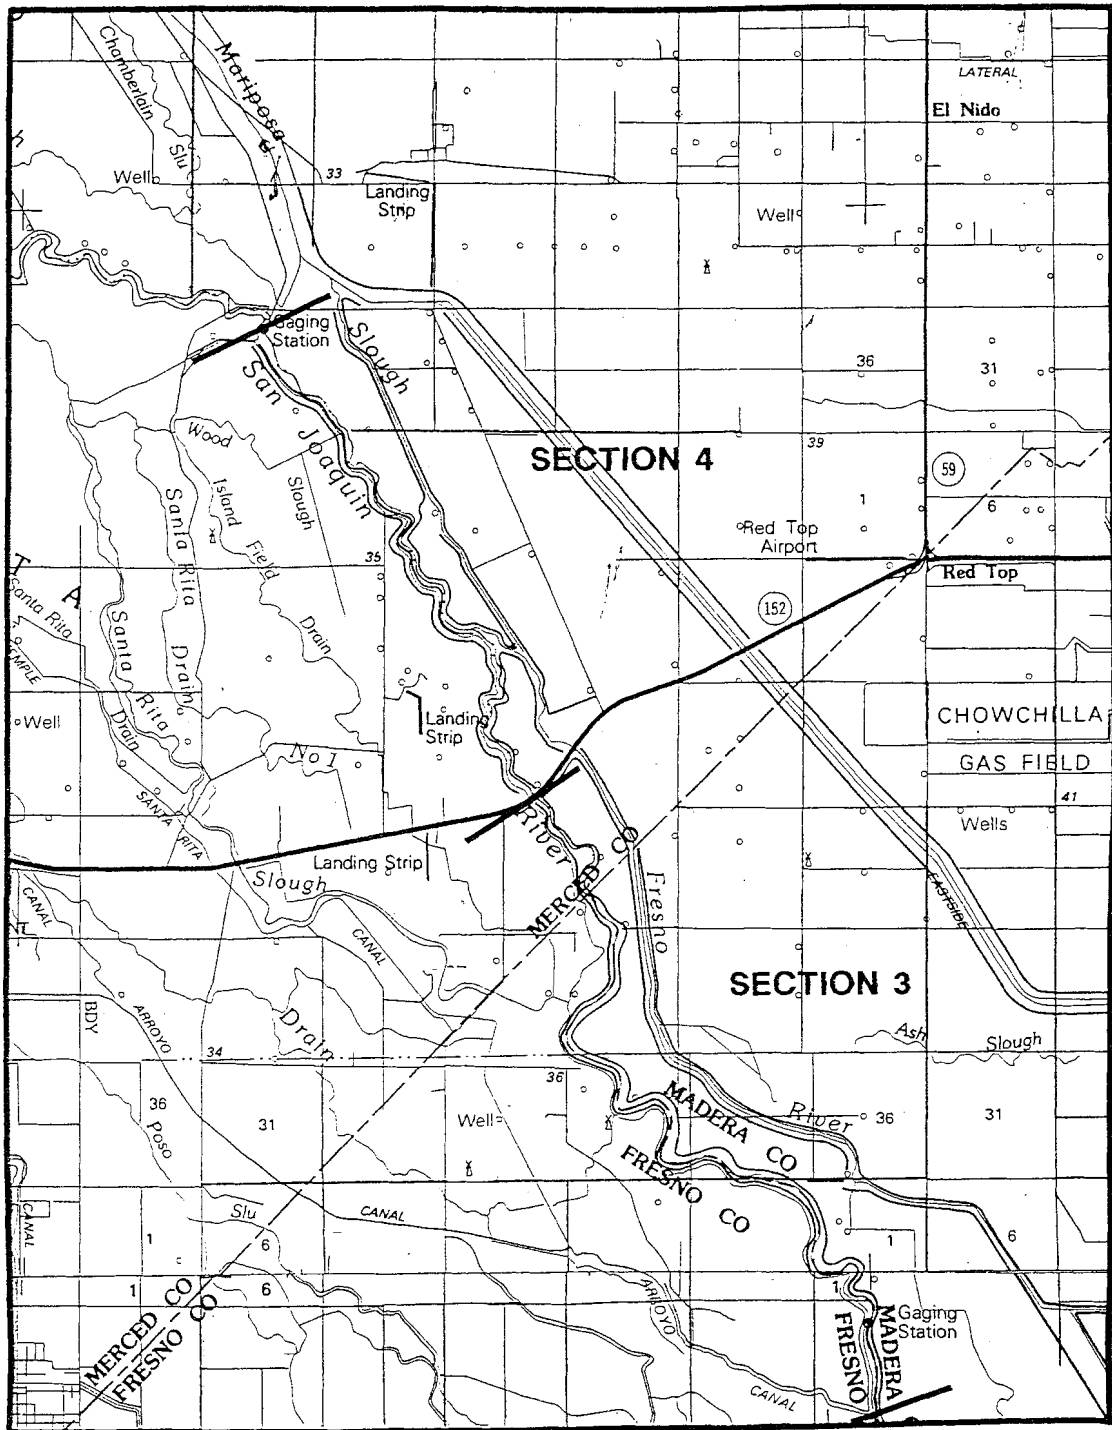 Chamberlain
Slu
Mariposa
LATERAL
El Nido
Well
33
Landing
Strip
Well
Gaging
Station
Slough
San
Joaquin
River
36
31
Wood
Slough
SECTION 4
39
59
Island
Field
Drain
Santa Rita
Drain
1
6
Red Top
Airport
Red Top
35
T
A
Santa Rita
TEMPLE
Drain
Santa
Rita
152
Well
Landing
Strip
CHOWCHILLA
GAS FIELD
No 1
41
Wells
SANTA RITA
Landing Strip
Slough
MERCED CO
Fresno
River
EASTSIDE
CANAL
CANAL
SECTION 3
BDY
ARROYO
Drain
Ash
Slough
34
36
36
31
Poso
Well
MADERA CO
FRESNO CO
36
31
Slu
CANAL
CANAL
1
6
1
6
1
6
1
ARROYO
MERCED CO
FRESNO CO
Gaging
Station
FRESNO
MADERA
CANAL